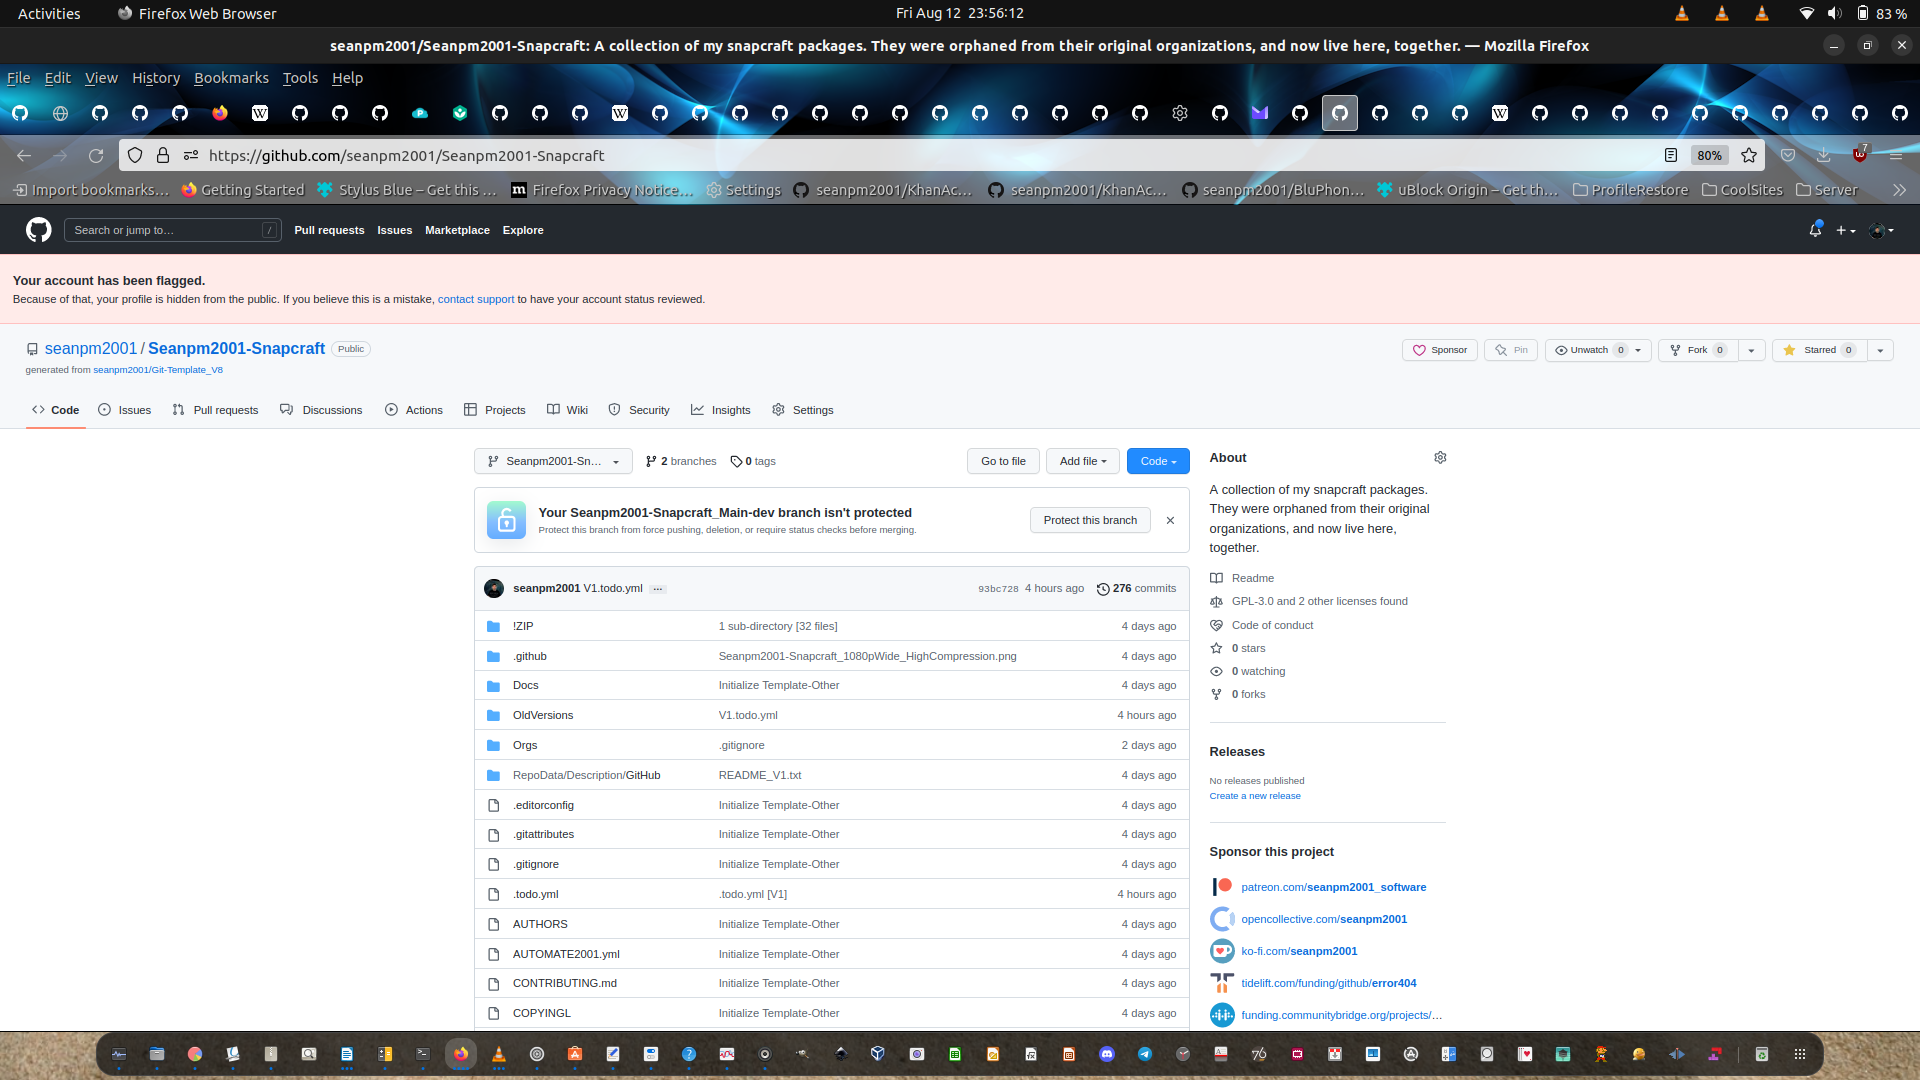 Activities
Firefox Web Browser
Fri Aug 12 23:56:12
83 %
seanpm2001/Seanpm2001-Snapcraft: A collection of my snapcraft packages. They were orphaned from their original organizations, and now live here, together. — Mozilla Firefox
File Edit View History Bookmarks Tools Help
https://github.com/seanpm2001/Seanpm2001-Snapcraft
80%
7
Import bookmarks…
Getting Started
Stylus Blue – Get this …
Firefox Privacy Notice…
Settings
seanpm2001/KhanAc…
seanpm2001/KhanAc…
seanpm2001/BluPhon…
uBlock Origin – Get th…
ProfileRestore
CoolSites
Server
Search or jump to…
/
Pull requests
Issues
Marketplace
Explore
Your account has been flagged.
Because of that, your profile is hidden from the public. If you believe this is a mistake, contact support to have your account status reviewed.
seanpm2001 / Seanpm2001-Snapcraft
Public
generated from seanpm2001/Git-Template_V8
Sponsor
Pin
Unwatch 0
Fork 0
Starred 0
Code
Issues
Pull requests
Discussions
Actions
Projects
Wiki
Security
Insights
Settings
Seanpm2001-Sn…
2 branches
0 tags
Go to file
Add file
Code
Your Seanpm2001-Snapcraft_Main-dev branch isn't protected
Protect this branch from force pushing, deletion, or require status checks before merging.
Protect this branch
seanpm2001 V1.todo.yml …
93bc728 4 hours ago
276 commits
!ZIP 1 sub-directory [32 files] 4 days ago
.github Seanpm2001-Snapcraft_1080pWide_HighCompression.png 4 days ago
Docs Initialize Template-Other 4 days ago
OldVersions V1.todo.yml 4 hours ago
Orgs .gitignore 2 days ago
RepoData/Description/GitHub README_V1.txt 4 days ago
.editorconfig Initialize Template-Other 4 days ago
.gitattributes Initialize Template-Other 4 days ago
.gitignore Initialize Template-Other 4 days ago
.todo.yml .todo.yml [V1] 4 hours ago
AUTHORS Initialize Template-Other 4 days ago
AUTOMATE2001.yml Initialize Template-Other 4 days ago
CONTRIBUTING.md Initialize Template-Other 4 days ago
COPYINGL Initialize Template-Other 4 days ago
About
A collection of my snapcraft packages.
They were orphaned from their original
organizations, and now live here,
together.
Readme
GPL-3.0 and 2 other licenses found
Code of conduct
0 stars
0 watching
0 forks
Releases
No releases published
Create a new release
Sponsor this project
patreon.com/seanpm2001_software
opencollective.com/seanpm2001
ko-fi.com/seanpm2001
tidelift.com/funding/github/error404
funding.communitybridge.org/projects/…